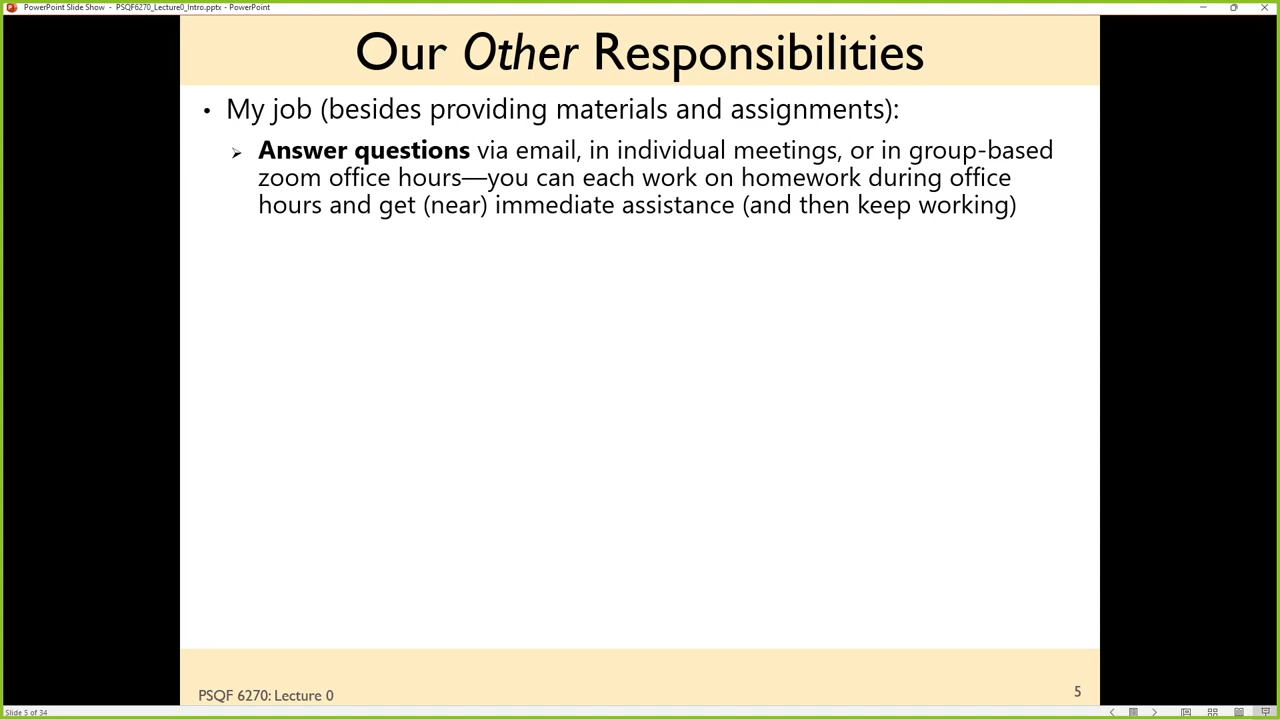 PowerPoint Slide Show - PSQF6270_Lecture0_Intro.pptx - PowerPoint
Our Other Responsibilities
• My job (besides providing materials and assignments):
➢ Answer questions via email, in individual meetings, or in group-based
zoom office hours—you can each work on homework during office
hours and get (near) immediate assistance (and then keep working)
PSQF 6270: Lecture 0
5
Slide 5 of 34